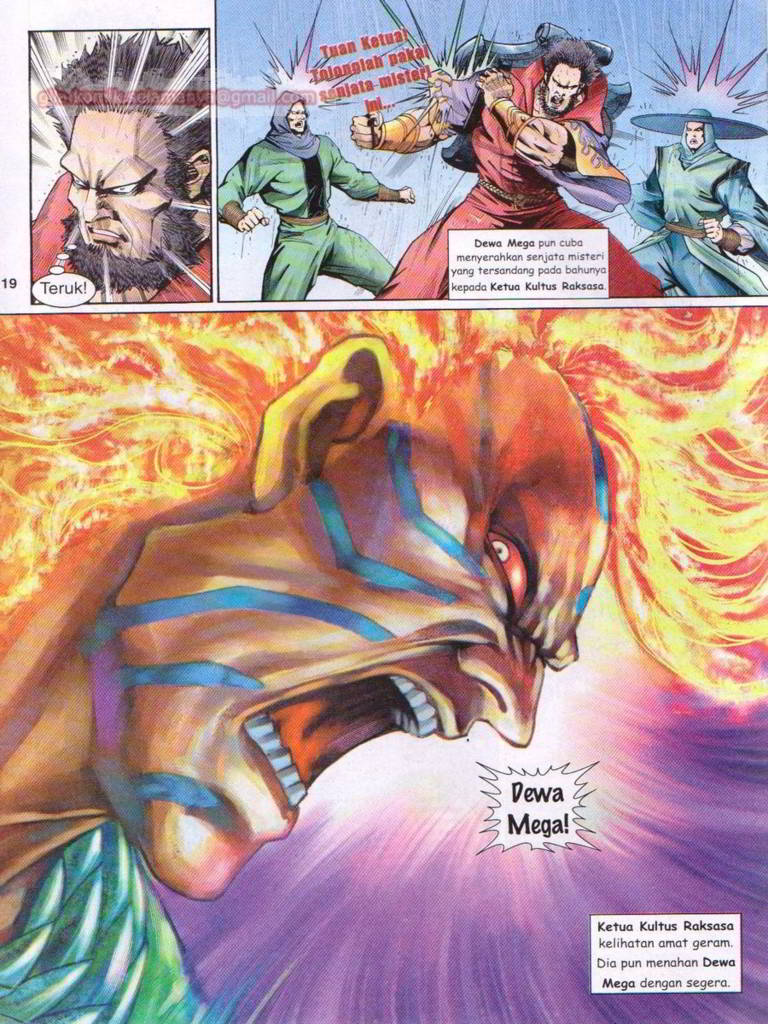 Tuan Ketua!
Tolonglah pakai
senjata misteri
ini...
Teruk!
19
Dewa Mega pun cuba
menyerahkan senjata misteri
yang tersandang pada bahunya
kepada Ketua Kultus Raksasa.
Dewa
Mega!
Ketua Kultus Raksasa
kelihatan amat geram.
Dia pun menahan Dewa
Mega dengan segera.